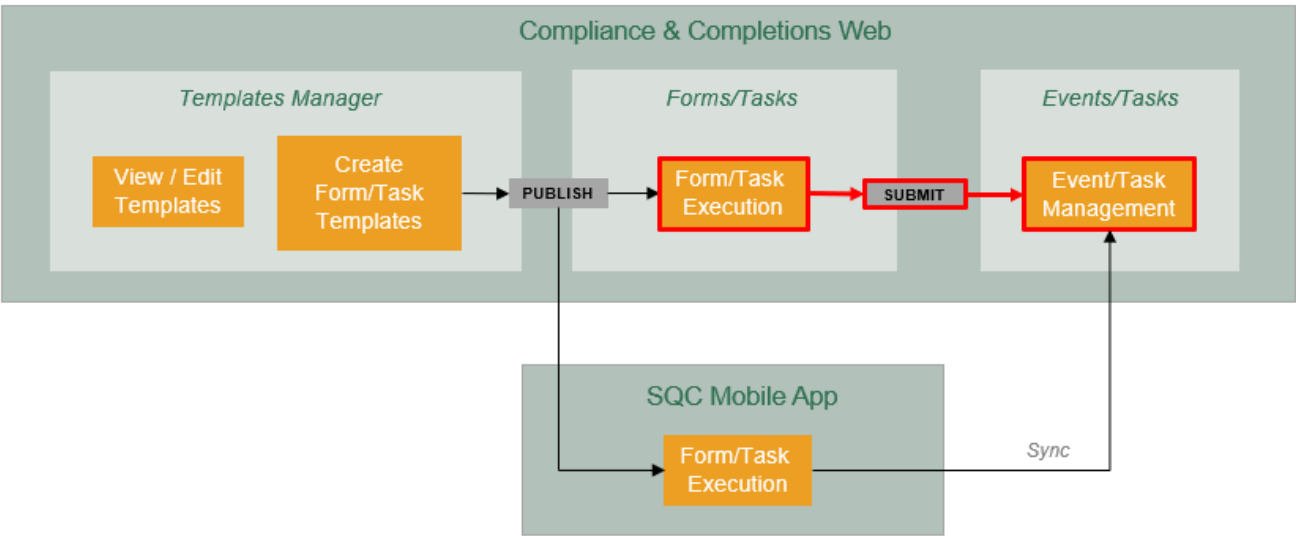 Compliance & Completions Web
Templates Manager
Forms/Tasks
Events/Tasks
View / Edit
Templates
Create
Form/Task
Templates
PUBLISH
Form/Task
Execution
SUBMIT
Event/Task
Management
SQC Mobile App
Form/Task
Execution
Sync